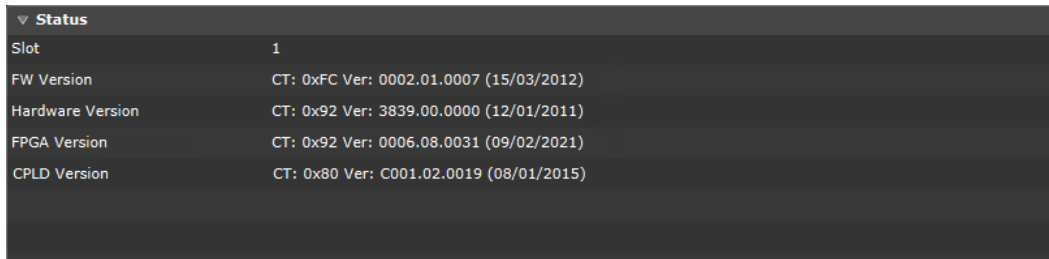 Status
Slot 1
FW Version CT: 0xFC Ver: 0002.01.0007 (15/03/2012)
Hardware Version CT: 0x92 Ver: 3839.00.0000 (12/01/2011)
FPGA Version CT: 0x92 Ver: 0006.08.0031 (09/02/2021)
CPLD Version CT: 0x80 Ver: C001.02.0019 (08/01/2015)